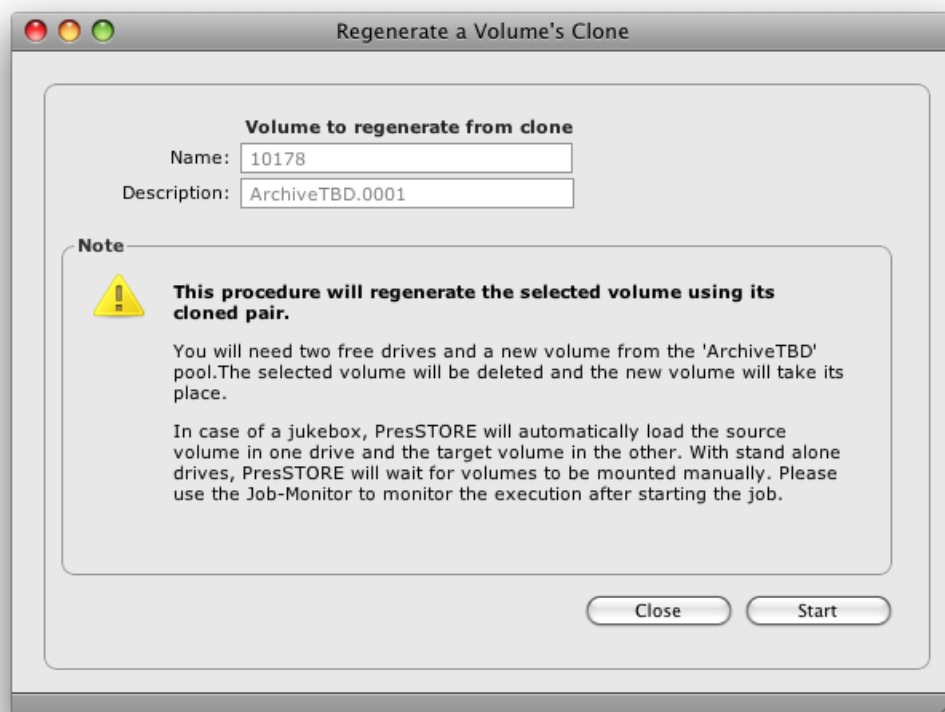 Regenerate a Volume's Clone
Volume to regenerate from clone
Name: 10178
Description: ArchiveTBD.0001
Note
This procedure will regenerate the selected volume using its
cloned pair.
You will need two free drives and a new volume from the 'ArchiveTBD'
pool.The selected volume will be deleted and the new volume will take its
place.
In case of a jukebox, PresSTORE will automatically load the source
volume in one drive and the target volume in the other. With stand alone
drives, PresSTORE will wait for volumes to be mounted manually. Please
use the Job-Monitor to monitor the execution after starting the job.
Close Start